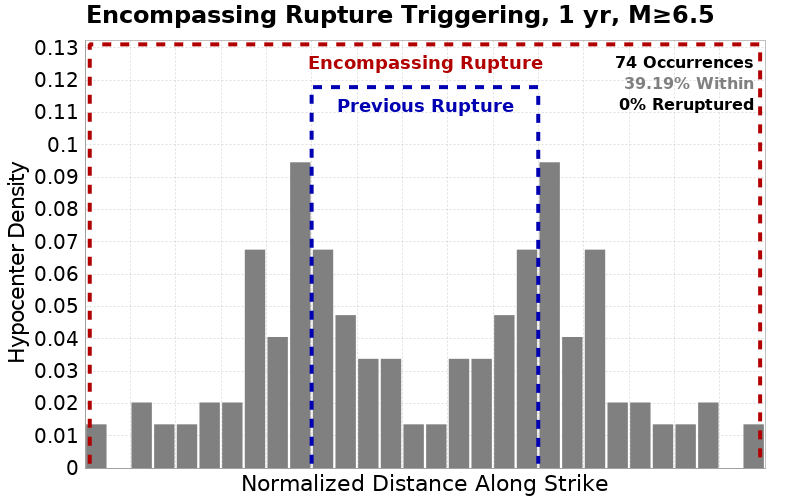 Encompassing Rupture Triggering, 1 yr, M≥6.5
0.13
0.12
0.11
0.1
0.09
0.08
0.07
0.06
0.05
0.04
0.03
0.02
0.01
0
Hypocenter Density
Encompassing Rupture
Previous Rupture
74 Occurrences
39.19% Within
0% Reruptured
Normalized Distance Along Strike